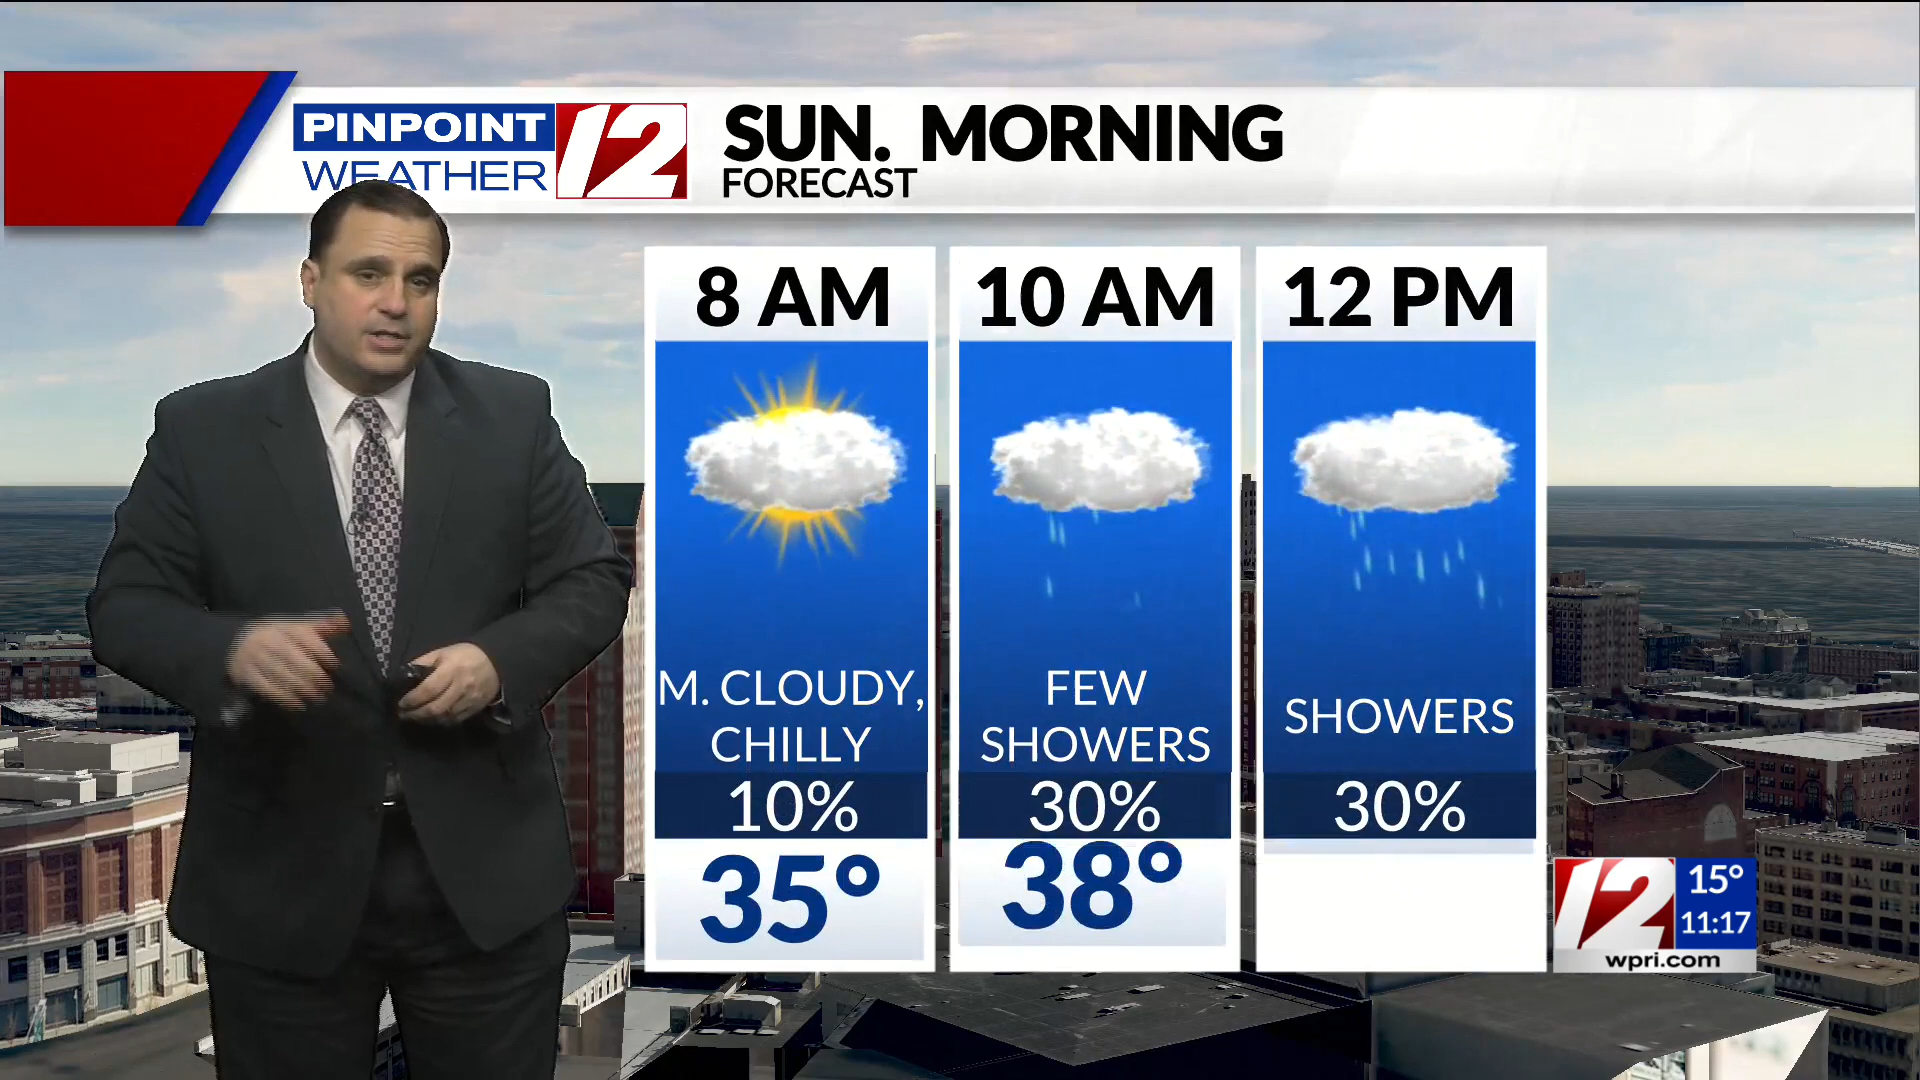 PINPOINT
WEATHER
12
SUN. MORNING
FORECAST
8 AM
M. CLOUDY,
CHILLY
10%
35°
10 AM
FEW
SHOWERS
30%
38°
12 PM
SHOWERS
30%
12
15°
11:17
wpri.com